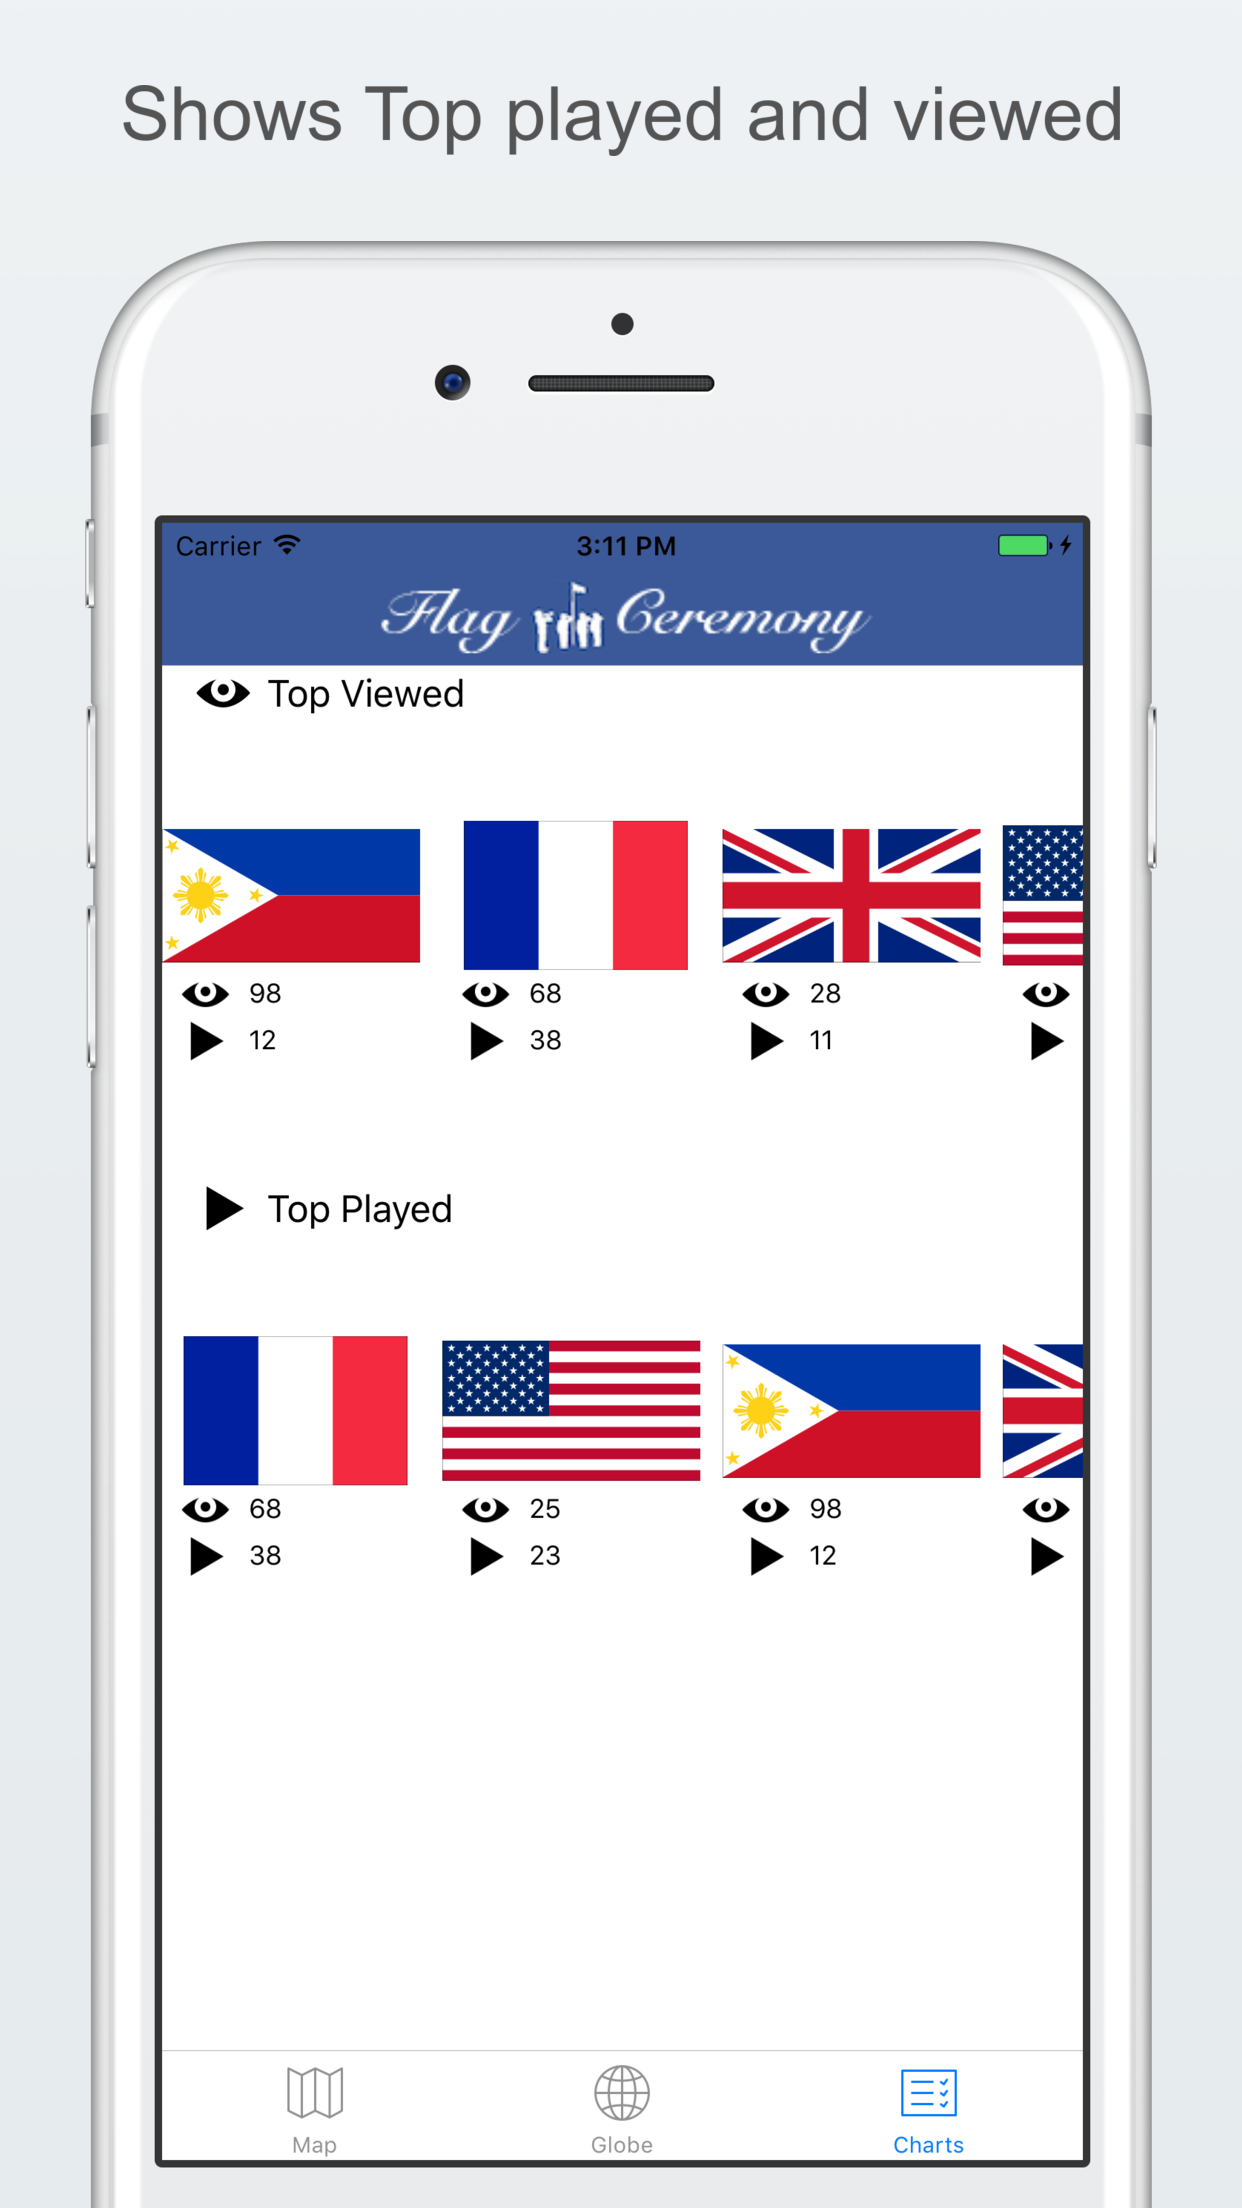 Shows Top played and viewed
Carrier 3:11 PM
Flag Ceremony
Top Viewed
98 68 28
12 38 11
Top Played
68 25 98
38 23 12
Map Globe Charts